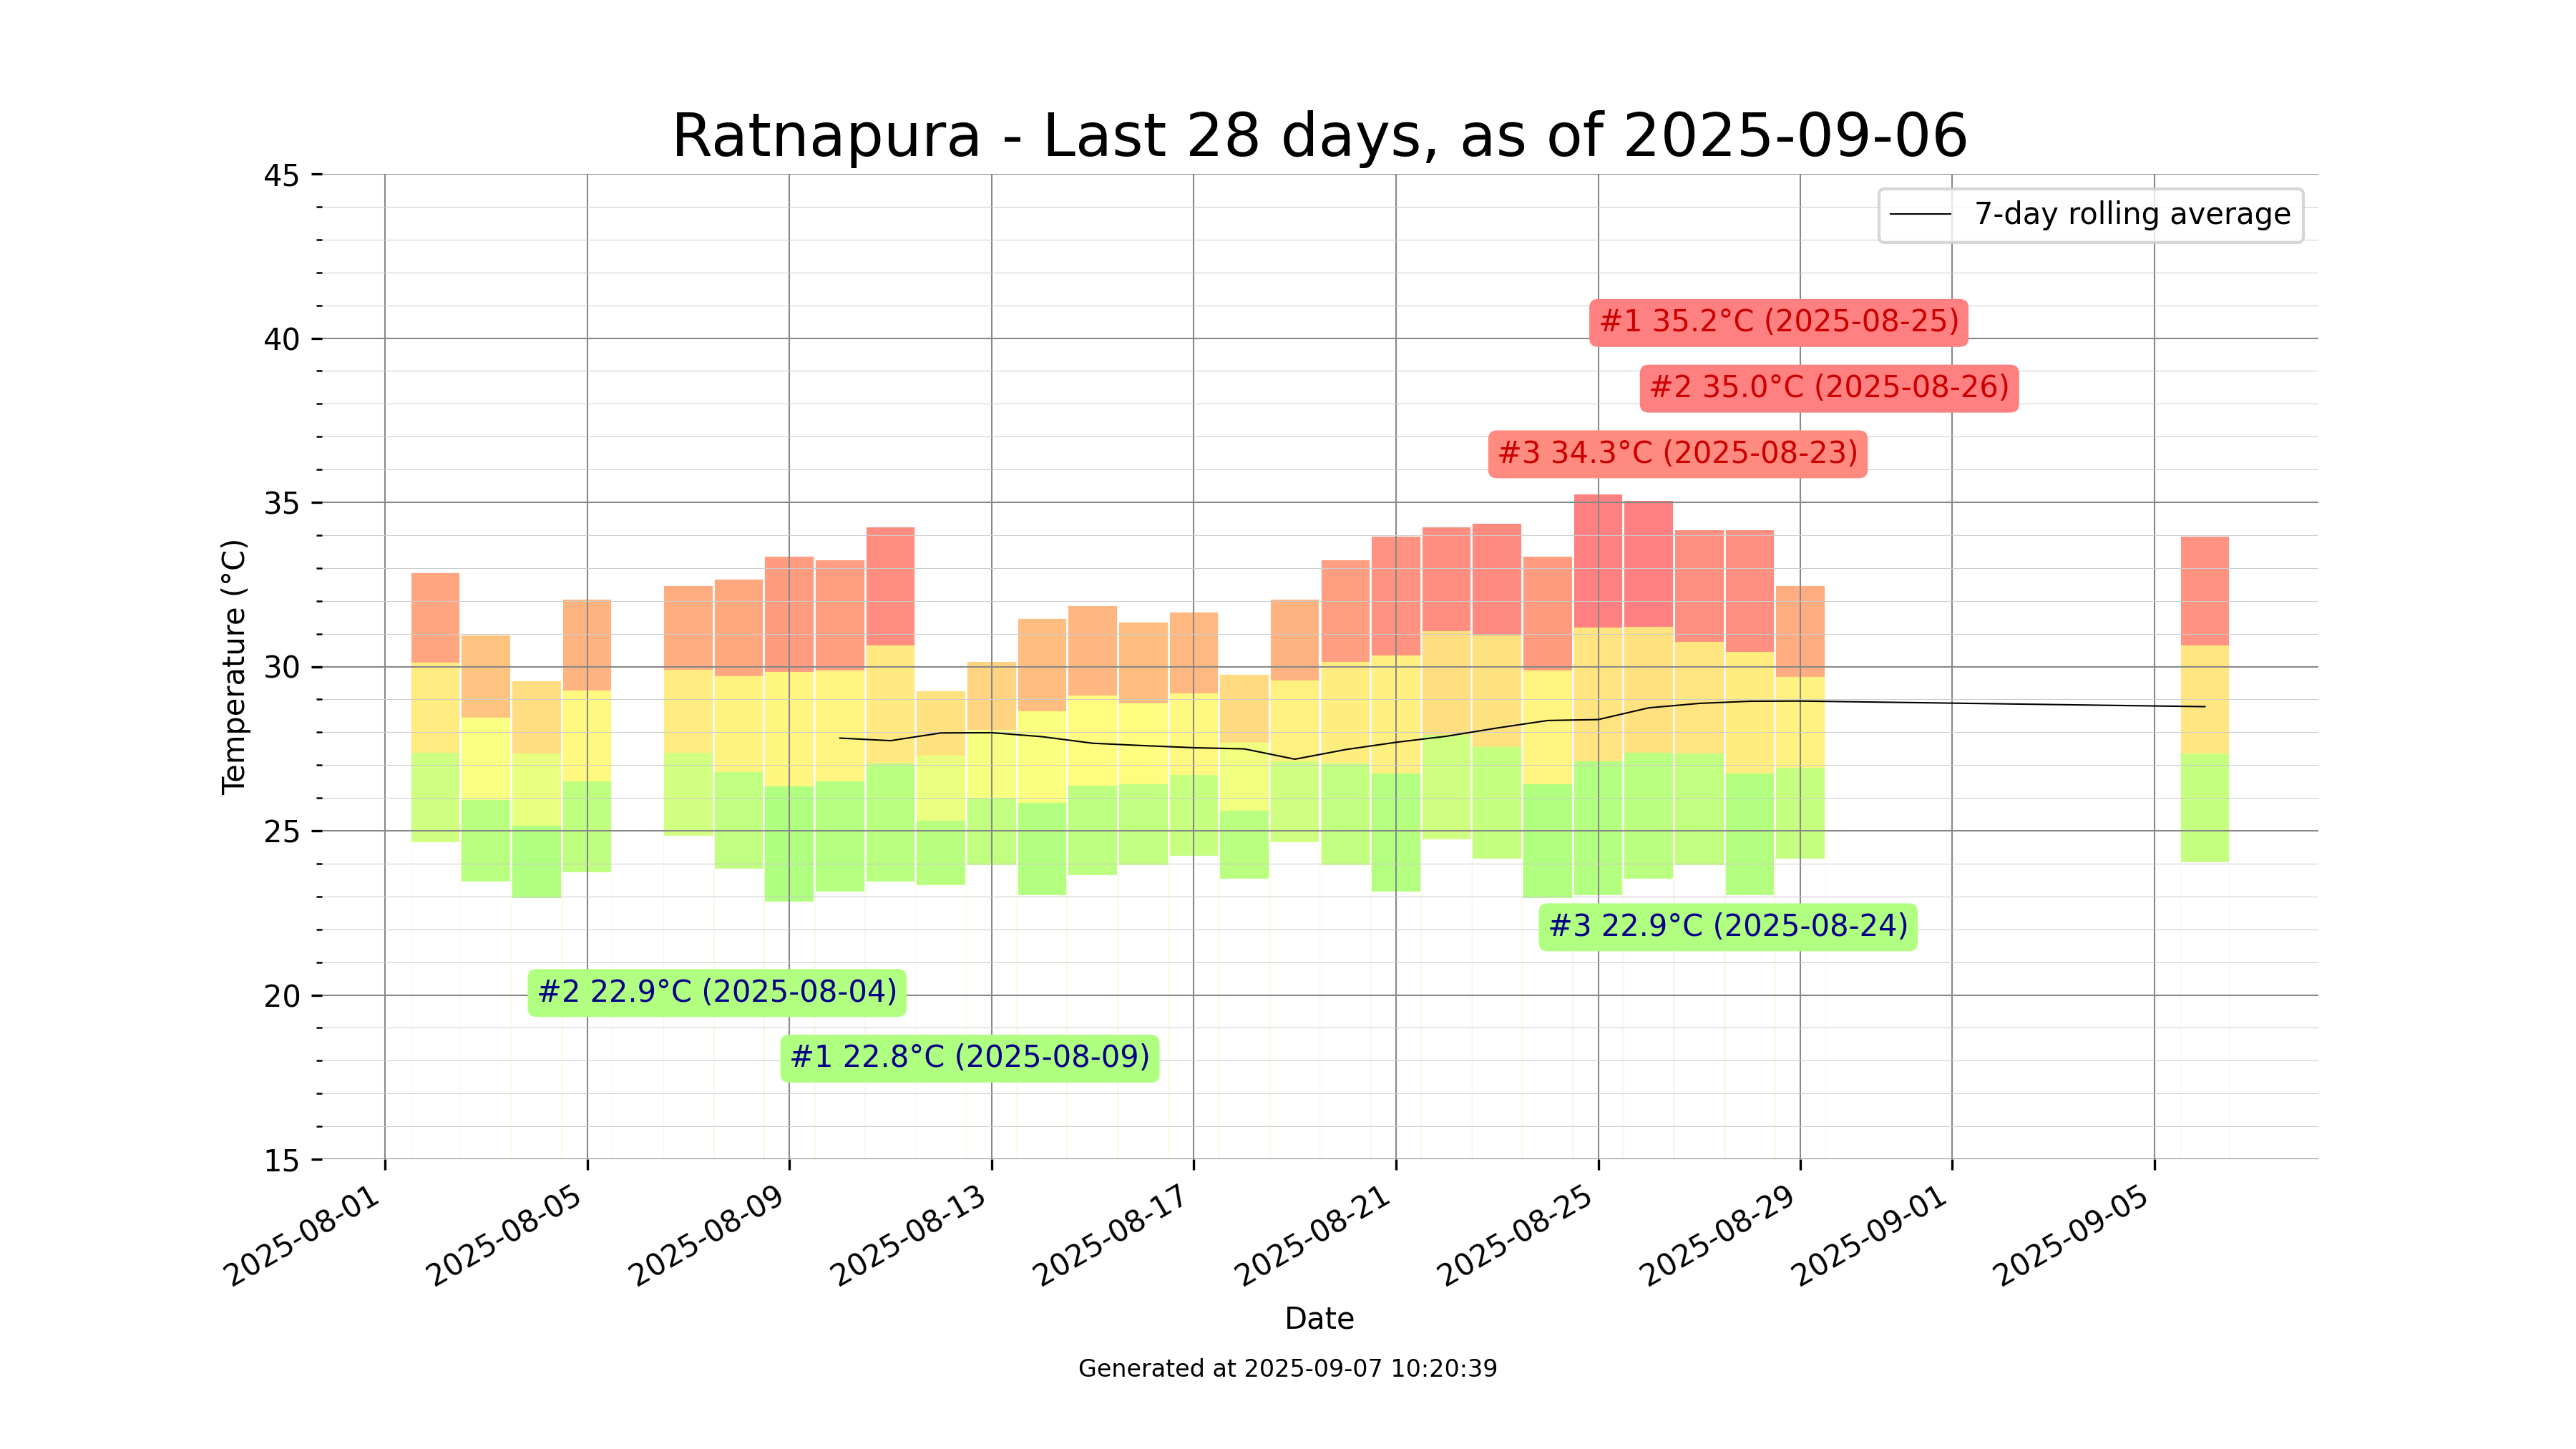 Ratnapura - Last 28 days, as of 2025-09-06
45
40
35
30
25
20
15
Temperature (°C)
7-day rolling average
#1 35.2°C (2025-08-25)
#2 35.0°C (2025-08-26)
#3 34.3°C (2025-08-23)
#3 22.9°C (2025-08-24)
#2 22.9°C (2025-08-04)
#1 22.8°C (2025-08-09)
2025-08-01
2025-08-05
2025-08-09
2025-08-13
2025-08-17
2025-08-21
2025-08-25
2025-08-29
2025-09-01
2025-09-05
Date
Generated at 2025-09-07 10:20:39